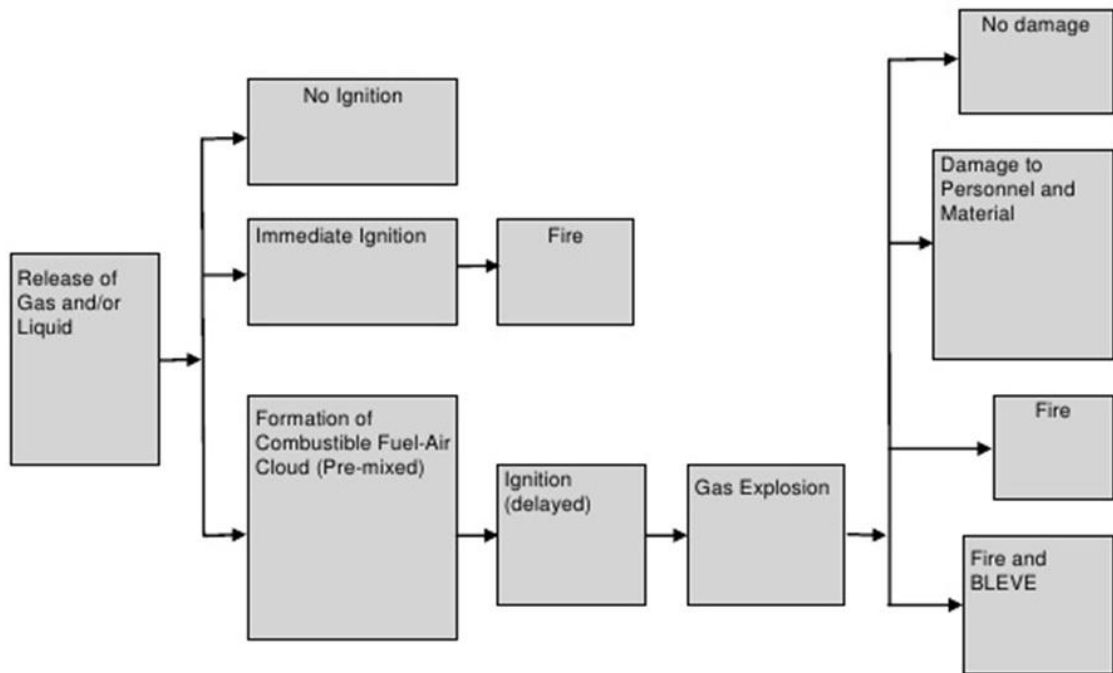 Release of
Gas and/or
Liquid
No Ignition
Immediate Ignition
Fire
Formation of
Combustible Fuel-Air
Cloud (Pre-mixed)
Ignition
(delayed)
Gas Explosion
No damage
Damage to
Personnel and
Material
Fire
Fire and
BLEVE